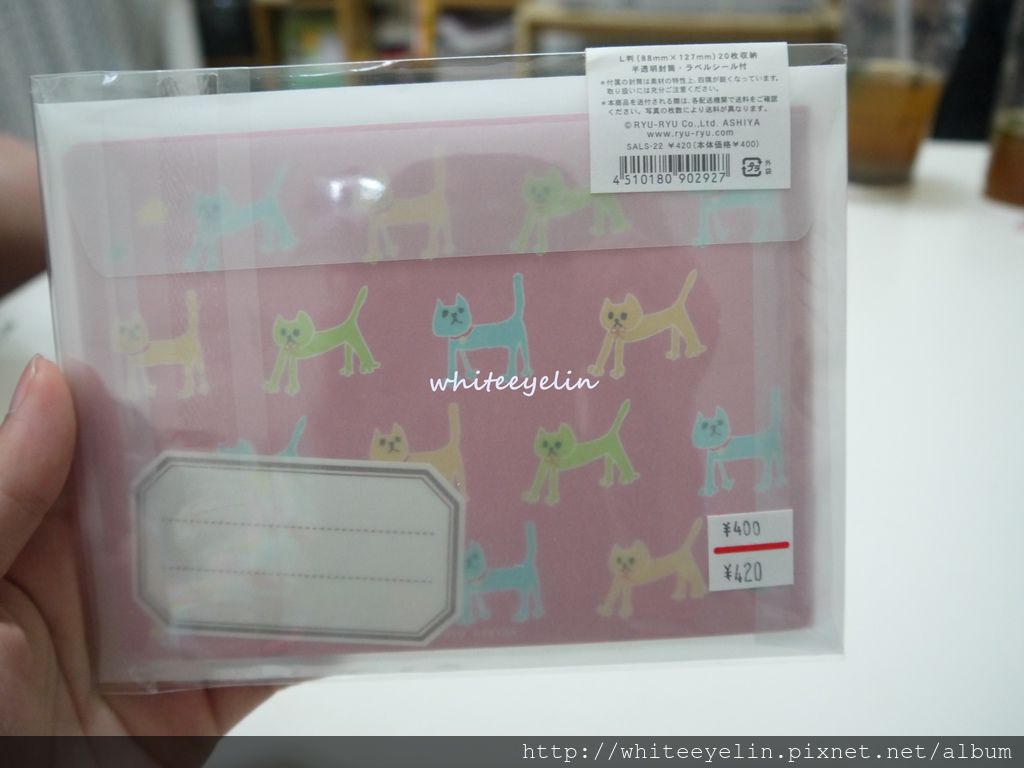 L判(88mm×127mm)20枚収納
半透明封筒・ラベルシール付
＊付属の封筒は素材の特性上、四隅が鋭くなっています。
取り扱いには充分ご注意ください。
＊本商品を送付される際は、各配送機関で送料をご確認
ください。写真の枚数により送料が異なります。
©RYU-RYU Co.,Ltd. ASHIYA
www.ryu-ryu.com
SALS-22 ¥420(本体価格¥400)
4510180 902927
外
袋
whiteeyelin
¥400
¥420
http://whiteeyelin.pixnet.net/album